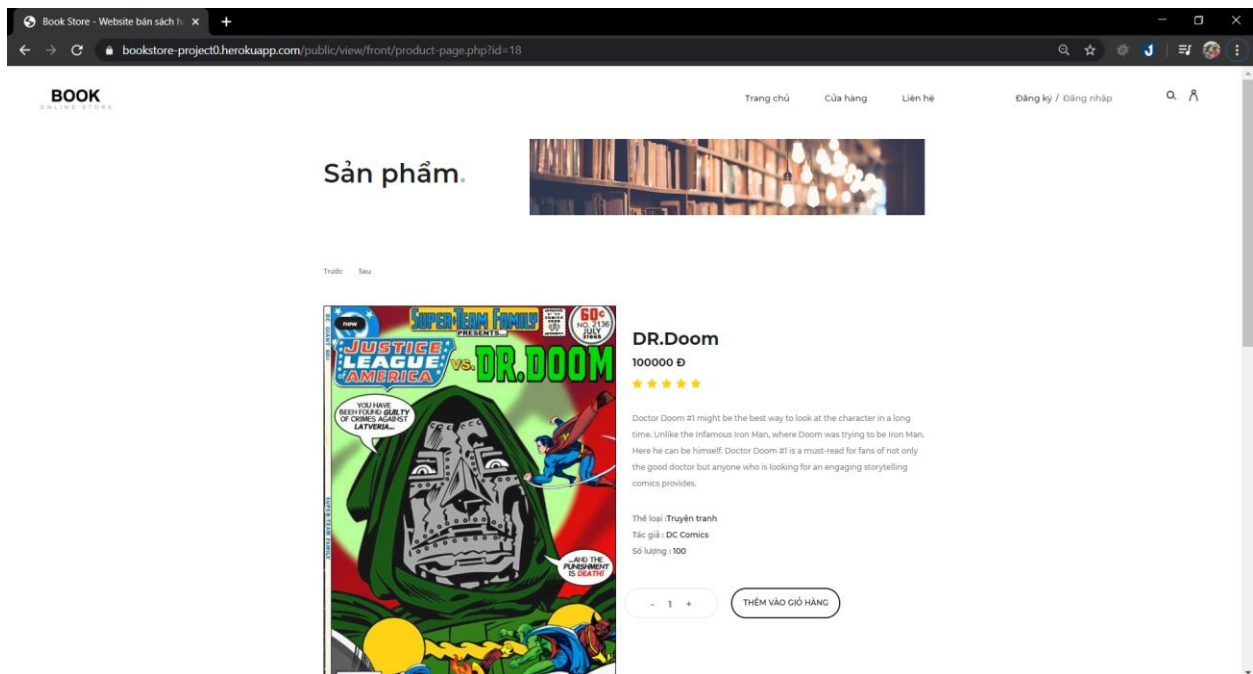 Book Store - Website bán sách h
bookstore-project0.herokuapp.com/public/view/front/product-page.php?id=18
BOOK
ONLINE STORE
Trang chủ Cửa hàng Liên hệ Đăng ký / Đăng nhập
Sản phẩm.
Trước Sau
new
DC GIANT
SUPER-TEAM FAMILY
PRESENTS...
60¢
NO. 2136
JULY
JUSTICE
LEAGUE
OF AMERICA
VS. DR. DOOM
YOU HAVE
BEEN FOUND GUILTY
OF CRIMES AGAINST
LATVERIA...
SUPER TEAM FAMILY
...AND THE
PUNISHMENT
IS DEATH!
DR.Doom
100000 Đ
Doctor Doom #1 might be the best way to look at the character in a long
time. Unlike the Infamous Iron Man, where Doom was trying to be Iron Man.
Here he can be himself. Doctor Doom #1 is a must-read for fans of not only
the good doctor but anyone who is looking for an engaging storytelling
comics provides.
Thể loại :Truyện tranh
Tác giả : DC Comics
Số lượng : 100
- 1 +
THÊM VÀO GIỎ HÀNG